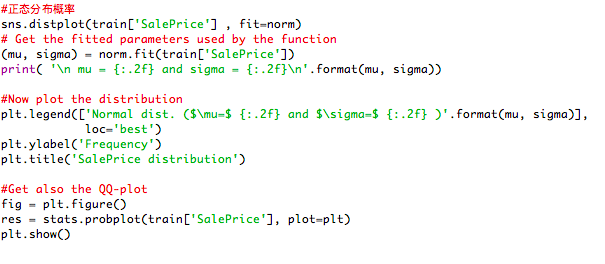 #正态分布概率
sns.distplot(train['SalePrice'] , fit=norm)
# Get the fitted parameters used by the function
(mu, sigma) = norm.fit(train['SalePrice'])
print( '\n mu = {:.2f} and sigma = {:.2f}\n'.format(mu, sigma))
#Now plot the distribution
plt.legend(['Normal dist. ($\mu=$ {:.2f} and $\sigma=$ {:.2f} )'.format(mu, sigma)],
loc='best')
plt.ylabel('Frequency')
plt.title('SalePrice distribution')
#Get also the QQ-plot
fig = plt.figure()
res = stats.probplot(train['SalePrice'], plot=plt)
plt.show()